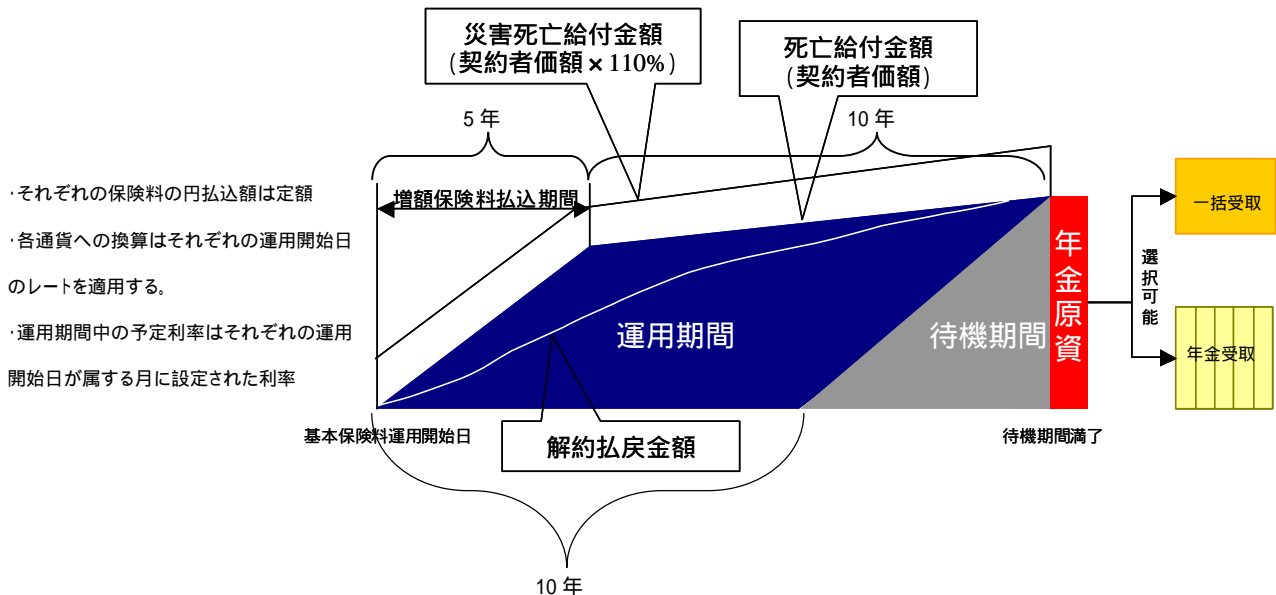 災害死亡給付金額
(契約者価額×110%)
死亡給付金額
(契約者価額)
5 年
10 年
・それぞれの保険料の円払込額は定額
・各通貨への換算はそれぞれの運用開始日
のレートを適用する。
・運用期間中の予定利率はそれぞれの運用
開始日が属する月に設定された利率
増額保険料払込期間
運用期間
待機期間
年金原資
選択可能
一括受取
年金受取
基本保険料運用開始日
解約払戻金額
待機期間満了
10 年